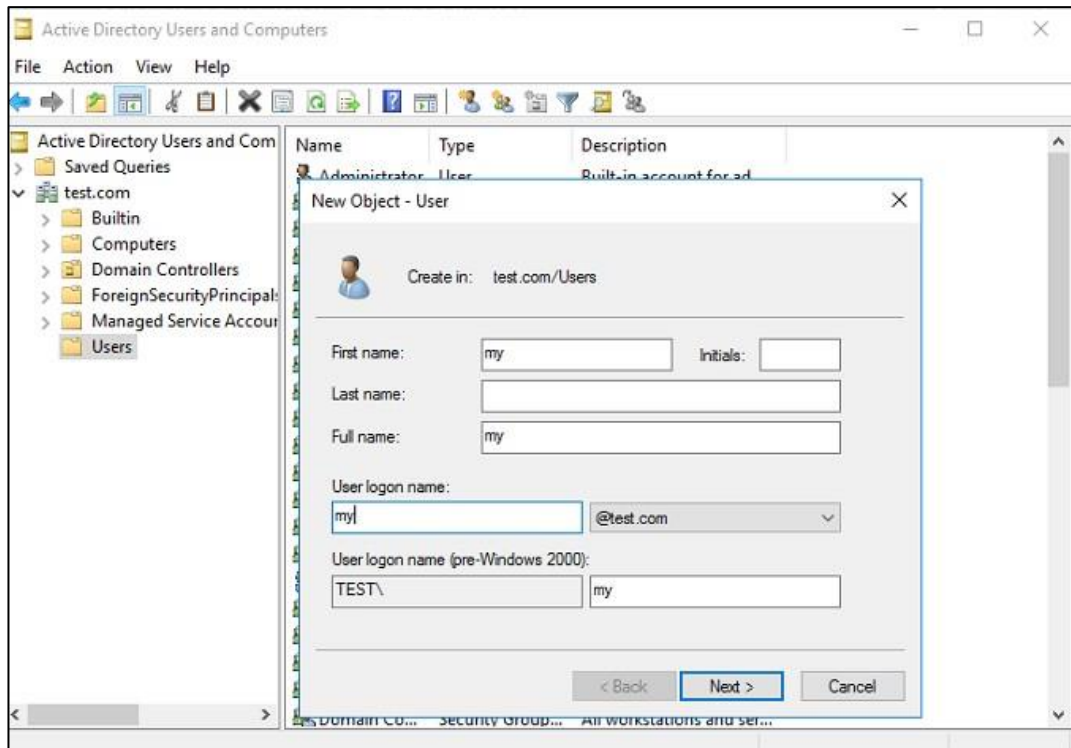 Active Directory Users and Computers
File Action View Help
Active Directory Users and Com
Saved Queries
test.com
Builtin
Computers
Domain Controllers
ForeignSecurityPrincipal
Managed Service Accour
Users
Name Type Description
Administrator User Built-in account for ad
New Object - User
Create in: test.com/Users
First name: my Initials:
Last name:
Full name: my
User logon name:
my @test.com
User logon name (pre-Windows 2000):
TEST\ my
< Back Next > Cancel
Domain Co... Security Group... All workstations and ser...